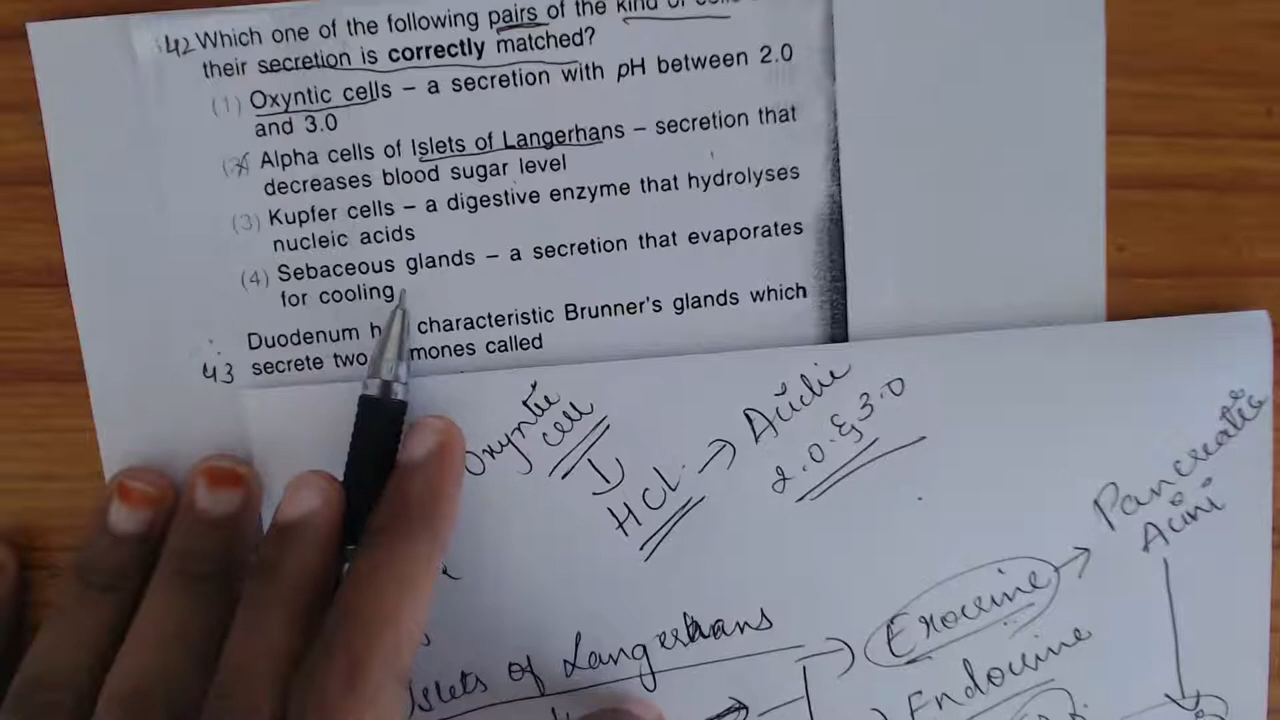 42 Which one of the following pairs of the kind of cells
their secretion is correctly matched?
(1) Oxyntic cells – a secretion with pH between 2.0
and 3.0
(2) Alpha cells of Islets of Langerhans – secretion that
decreases blood sugar level
(3) Kupfer cells – a digestive enzyme that hydrolyses
nucleic acids
(4) Sebaceous glands – a secretion that evaporates
for cooling
Duodenum characteristic Brunner's glands which
43 secrete two mones called
Oxyntic
cell
HCl → Acidic
2.0 & 3.0
Pancreatic
Acini
Islets of Langerhans
Exocrine
Endocrine